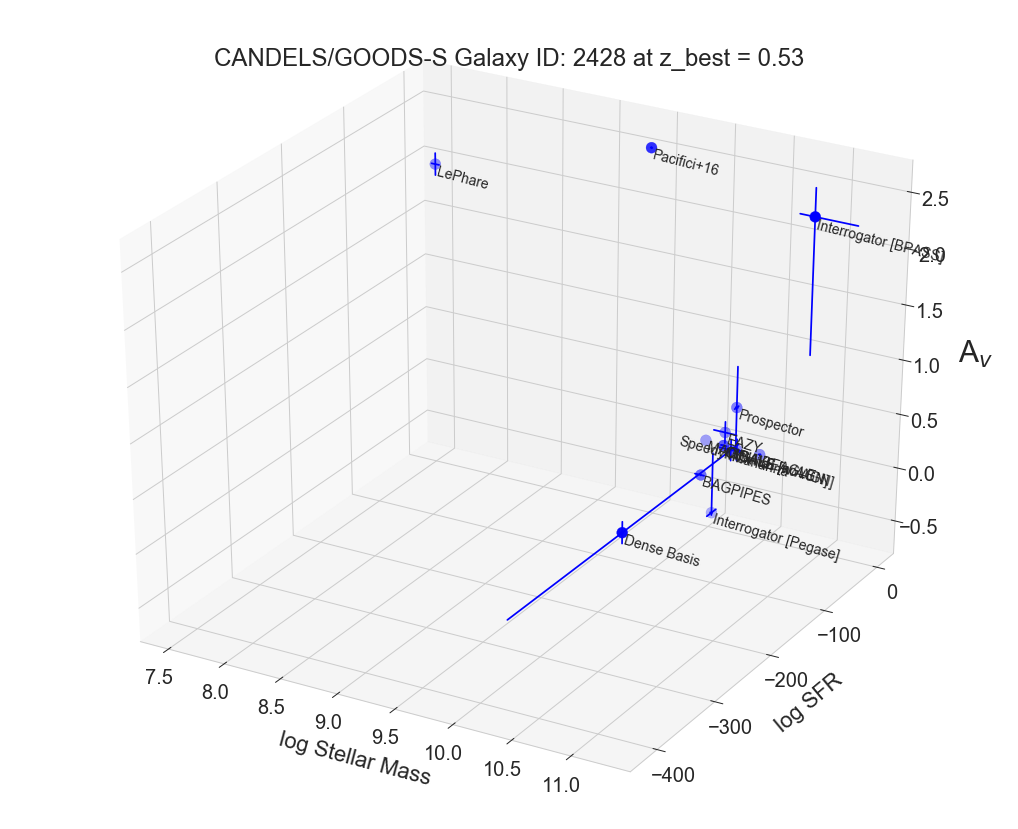 CANDELS/GOODS-S Galaxy ID: 2428 at z_best = 0.53
Pacifici+16
LePhare
2.5
Interrogator [BPASS]
2.0
1.5
A_v
1.0
Prospector
0.5
EAZY
0.0
BAGPIPES
Interrogator [Pegase]
−0.5
Dense Basis
0
−100
−200
−300
−400
log SFR
7.5
8.0
8.5
9.0
9.5
10.0
10.5
11.0
log Stellar Mass